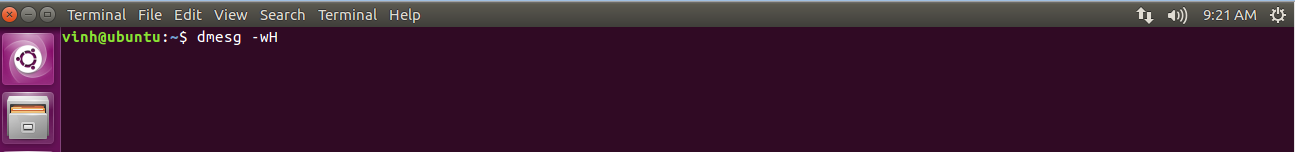 Terminal File Edit View Search Terminal Help 9:21 AM
vinh@ubuntu:~$ dmesg -wH